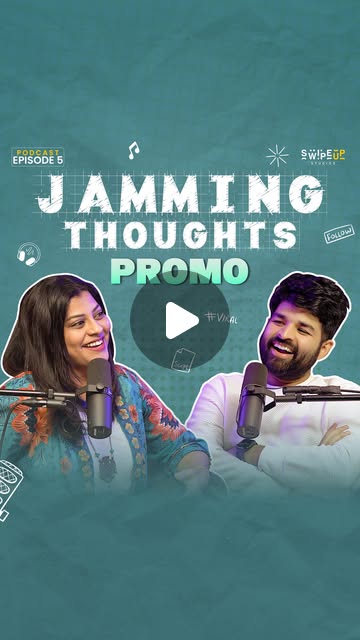 PODCAST
EPISODE 5
SWIPEUP
STUDIOS
JAMMING
THOUGHTS
PROMO
FOLLOW
#VIRAL